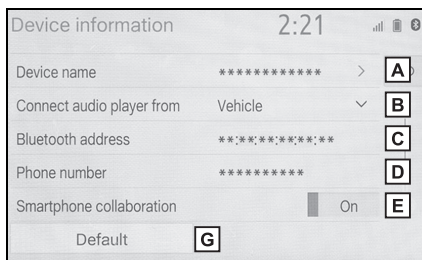 Device information 2:21
Device name ************ > A
Connect audio player from Vehicle B
Bluetooth address **:**:**:**:**:** C
Phone number ********** D
Smartphone collaboration On E
Default G